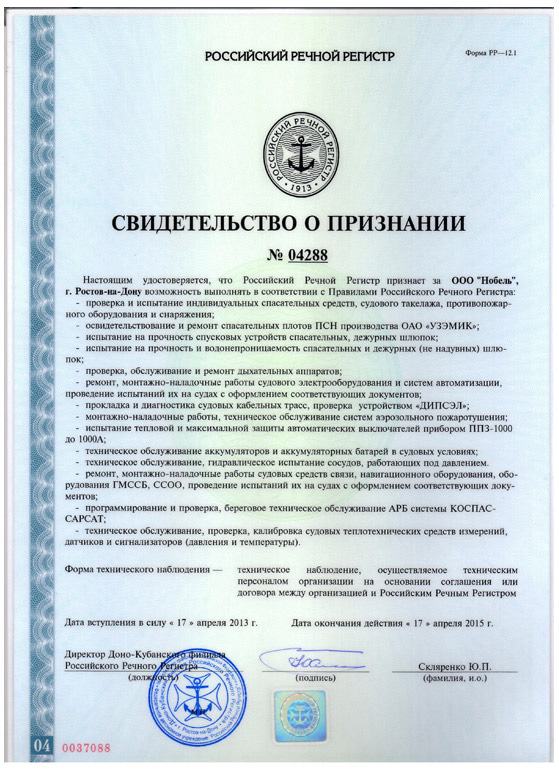 РОССИЙСКИЙ РЕЧНОЙ РЕГИСТР
Форма РР—12.1
РОССИЙСКИЙ РЕЧНОЙ РЕГИСТР
· 1913 ·
СВИДЕТЕЛЬСТВО О ПРИЗНАНИИ
№ 04288
Настоящим удостоверяется, что Российский Речной Регистр признает за ООО "Нобель",
г. Ростов-на-Дону возможность выполнять в соответствии с Правилами Российского Речного Регистра:
- проверка и испытание индивидуальных спасательных средств, судового такелажа, противопожар-
ного оборудования и снаряжения;
- освидетельствование и ремонт спасательных плотов ПСН производства ОАО «УЗЭМИК»;
- испытание на прочность спусковых устройств спасательных, дежурных шлюпок;
- испытание на прочность и водонепроницаемость спасательных и дежурных (не надувных) шлю-
пок;
- проверка, обслуживание и ремонт дыхательных аппаратов;
- ремонт, монтажно-наладочные работы судового электрооборудования и систем автоматизации,
проведение испытаний их на судах с оформлением соответствующих документов;
- прокладка и диагностика судовых кабельных трасс, проверка устройством «ДИПСЭЛ»;
- монтажно-наладочные работы, техническое обслуживание систем аэрозольного пожаротушения;
- испытание тепловой и максимальной защиты автоматических выключателей прибором ППЗ-1000
до 1000А;
- техническое обслуживание аккумуляторов и аккумуляторных батарей в судовых условиях;
- техническое обслуживание, гидравлическое испытание сосудов, работающих под давлением.
- ремонт, монтажно-наладочные работы судовых средств связи, навигационного оборудования, обо-
рудования ГМССБ, ССОО, проведение испытаний их на судах с оформлением соответствующих доку-
ментов;
- программирование и проверка, береговое техническое обслуживание АРБ системы КОСПАС-
САРСАТ;
- техническое обслуживание, проверка, калибровка судовых теплотехнических средств измерений,
датчиков и сигнализаторов (давления и температуры).
Форма технического наблюдения — техническое наблюдение, осуществляемое техническим
персоналом организации на основании соглашения или
договора между организацией и Российским Речным Регистром
Дата вступления в силу « 17 » апреля 2013 г. Дата окончания действия « 17 » апреля 2015 г.
Директор Доно-Кубанского филиала
Российского Речного Регистра
Скляренко Ю.П.
(должность) (подпись) (фамилия, и.о.)
04 0037088